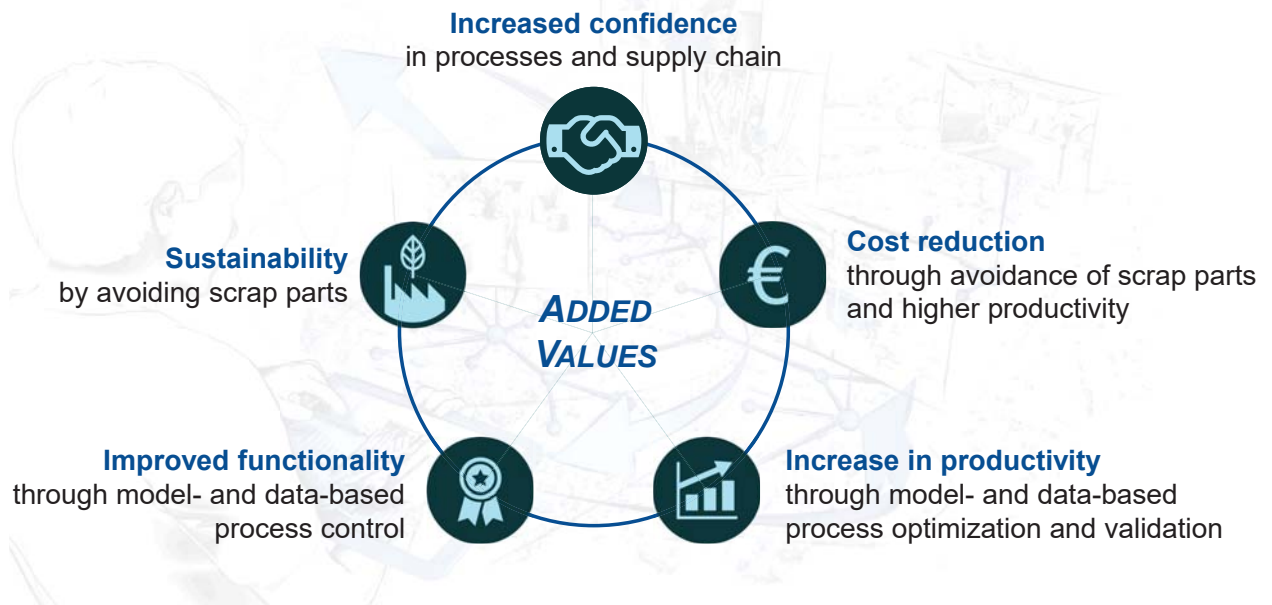 Increased confidence
in processes and supply chain
Cost reduction
through avoidance of scrap parts
and higher productivity
Increase in productivity
through model- and data-based
process optimization and validation
Improved functionality
through model- and data-based
process control
Sustainability
by avoiding scrap parts
ADDED
VALUES
€